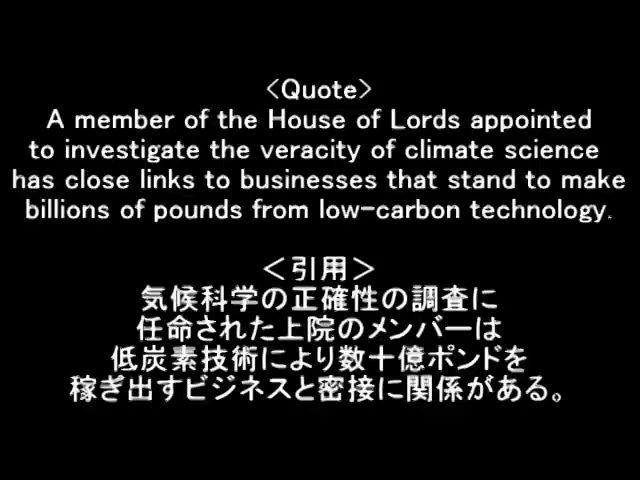 <Quote>
A member of the House of Lords appointed
to investigate the veracity of climate science
has close links to businesses that stand to make
billions of pounds from low-carbon technology.
<引用>
気候科学の正確性の調査に
任命された上院のメンバーは
低炭素技術により数十億ポンドを
稼ぎ出すビジネスと密接に関係がある。